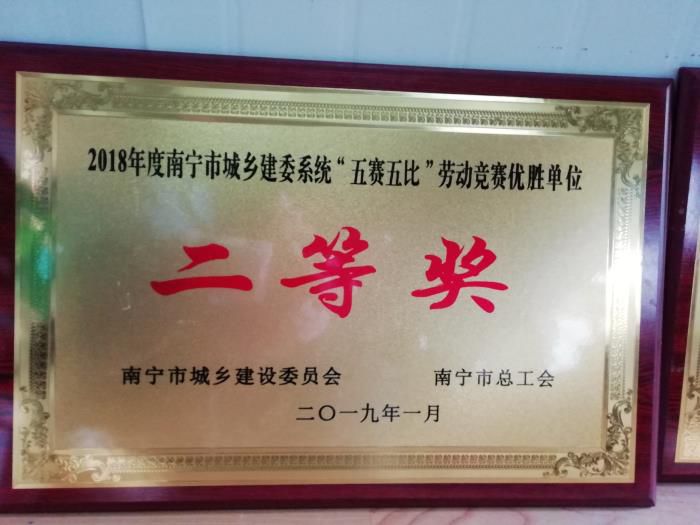 2018年度南宁市城乡建委系统“五赛五比”劳动竞赛优胜单位
二等奖
南宁市城乡建设委员会 南宁市总工会
二〇一九年一月